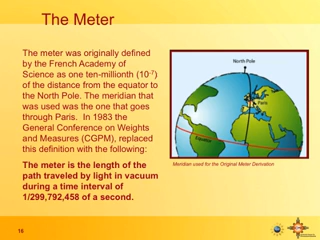 The Meter
The meter was originally defined
by the French Academy of
Science as one ten-millionth (10-7)
of the distance from the equator to
the North Pole. The meridian that
was used was the one that goes
through Paris. In 1983 the
General Conference on Weights
and Measures (CGPM), replaced
this definition with the following:
The meter is the length of the
path traveled by light in vacuum
during a time interval of
1/299,792,458 of a second.
North Pole
Paris
Equator
Meridian used for the Original Meter Derivation
16